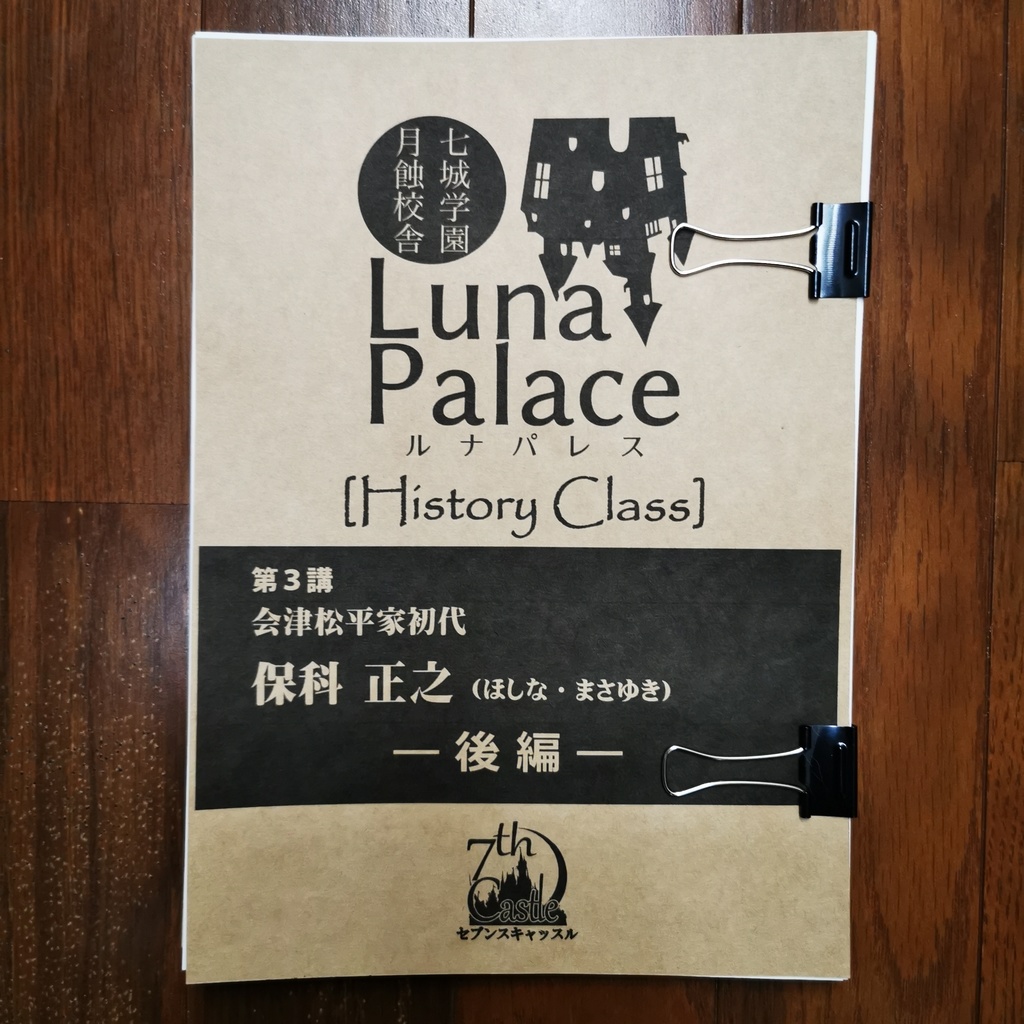 七城学園
月蝕校舎
Luna
Palace
ルナパレス
[History Class]
第3講
会津松平家初代
保科 正之 (ほしな・まさゆき)
―後編―
7th
Castle
セブンスキャッスル